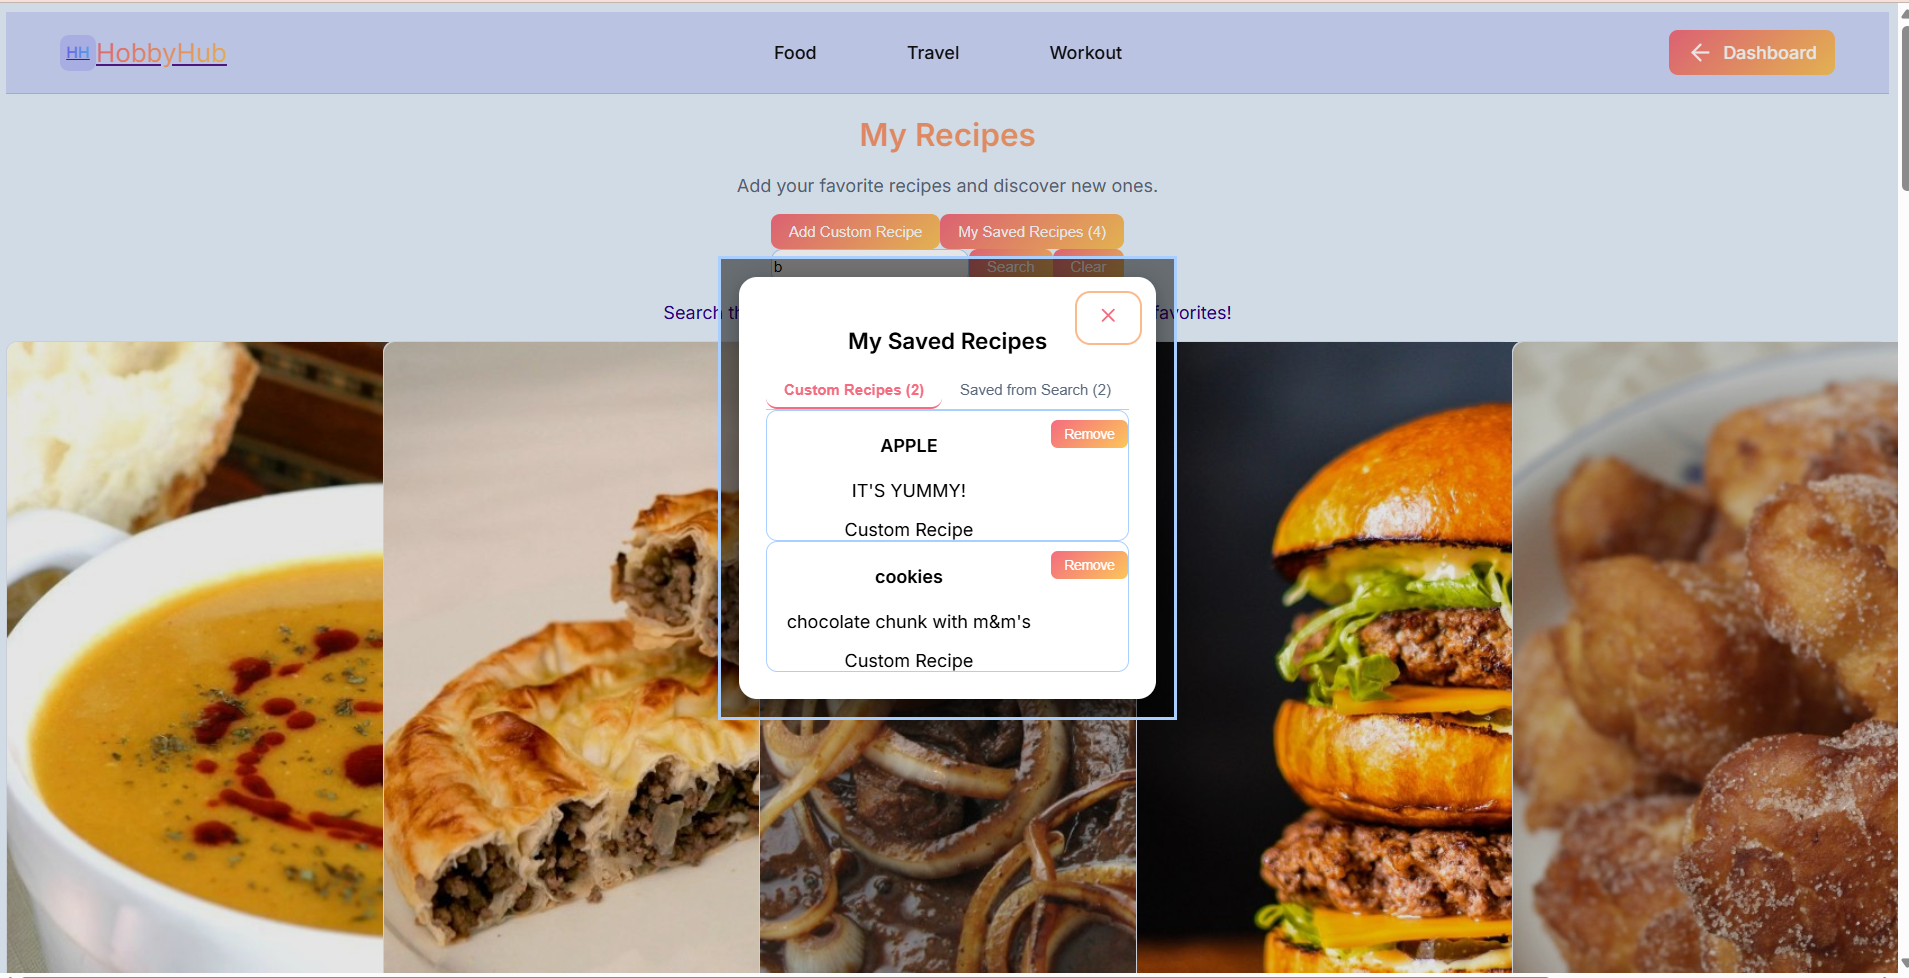 HH HobbyHub Food Travel Workout Dashboard
My Recipes
Add your favorite recipes and discover new ones.
Add Custom Recipe My Saved Recipes (4)
b Search Clear
Search favorites!
My Saved Recipes
Custom Recipes (2) Saved from Search (2)
APPLE Remove
IT'S YUMMY!
Custom Recipe
cookies Remove
chocolate chunk with m&m's
Custom Recipe